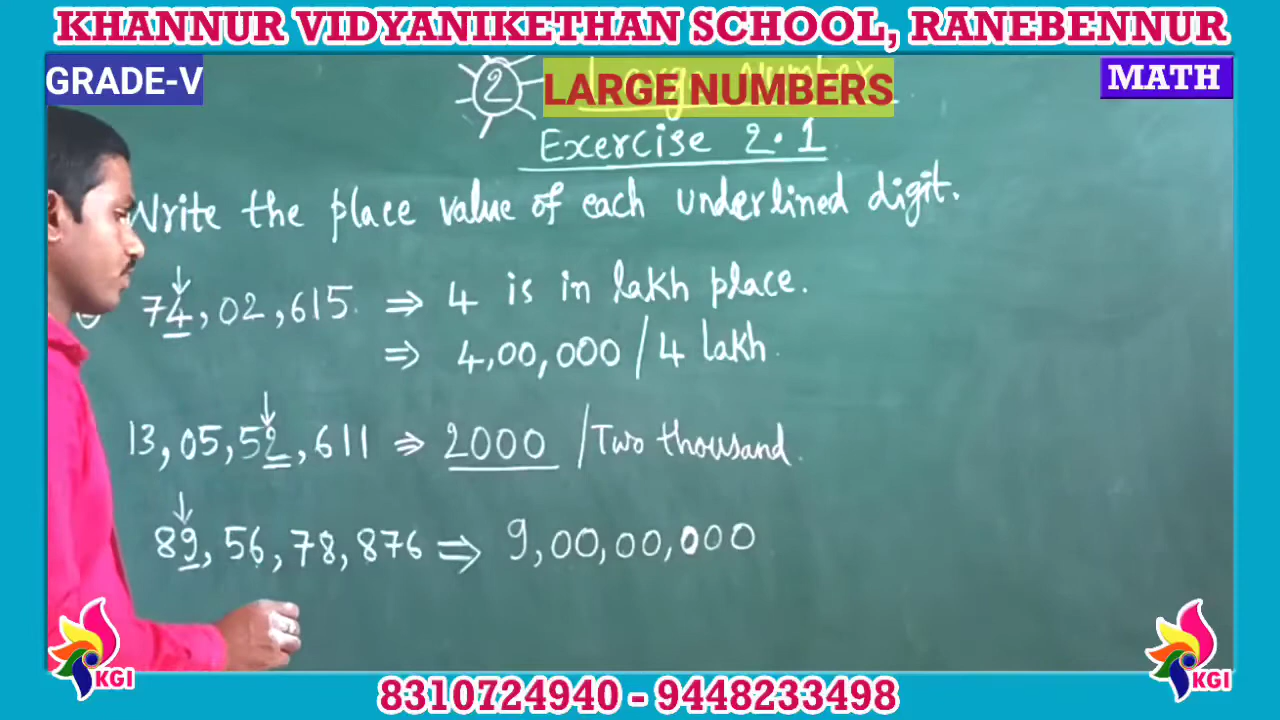 KHANNUR VIDYANIKETHAN SCHOOL, RANEBENNUR
GRADE-V
2 Large Number
LARGE NUMBERS
MATH
Exercise 2.1
Write the place value of each underlined digit.
74,02,615. ⇒ 4 is in lakh place.
⇒ 4,00,000 / 4 lakh.
13,05,52,611 ⇒ 2000 / Two thousand.
89,56,78,876 ⇒ 9,00,00,000
KGI
KGI
8310724940 - 9448233498